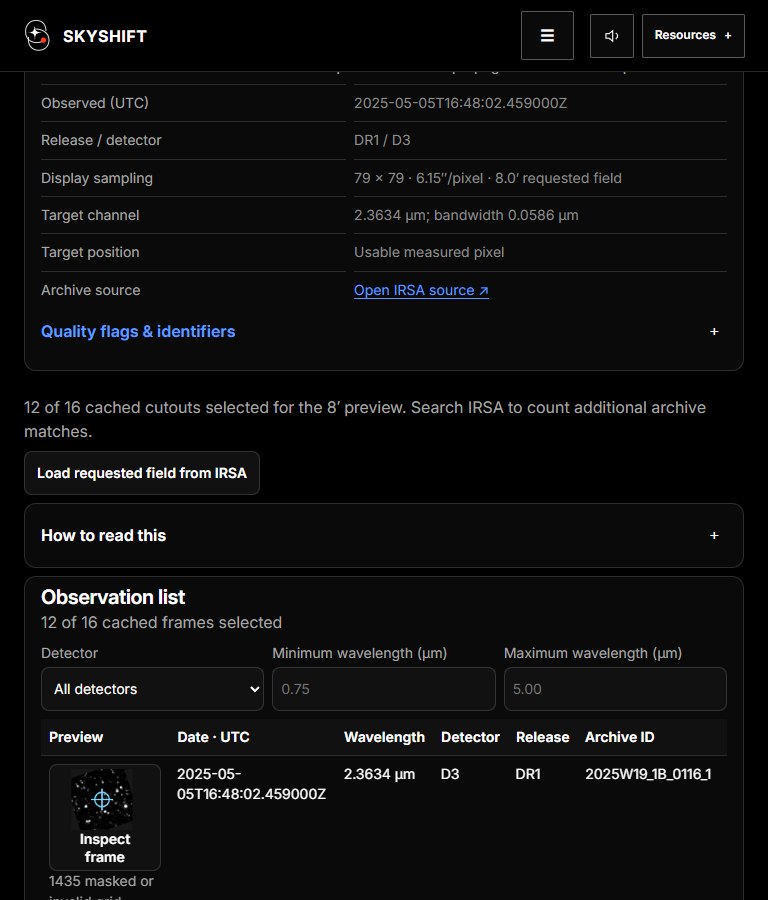 SKYSHIFT
☰
Resources +
Observed (UTC)
2025-05-05T16:48:02.459000Z
Release / detector
DR1 / D3
Display sampling
79 × 79 · 6.15″/pixel · 8.0′ requested field
Target channel
2.3634 µm; bandwidth 0.0586 µm
Target position
Usable measured pixel
Archive source
Open IRSA source ↗
Quality flags & identifiers +
12 of 16 cached cutouts selected for the 8′ preview. Search IRSA to count additional archive
matches.
Load requested field from IRSA
How to read this +
Observation list
12 of 16 cached frames selected
Detector
Minimum wavelength (µm)
Maximum wavelength (µm)
All detectors
0.75
5.00
Preview Date · UTC Wavelength Detector Release Archive ID
2025-05-
05T16:48:02.459000Z
2.3634 µm
D3
DR1
2025W19_1B_0116_1
Inspect
frame
1435 masked or